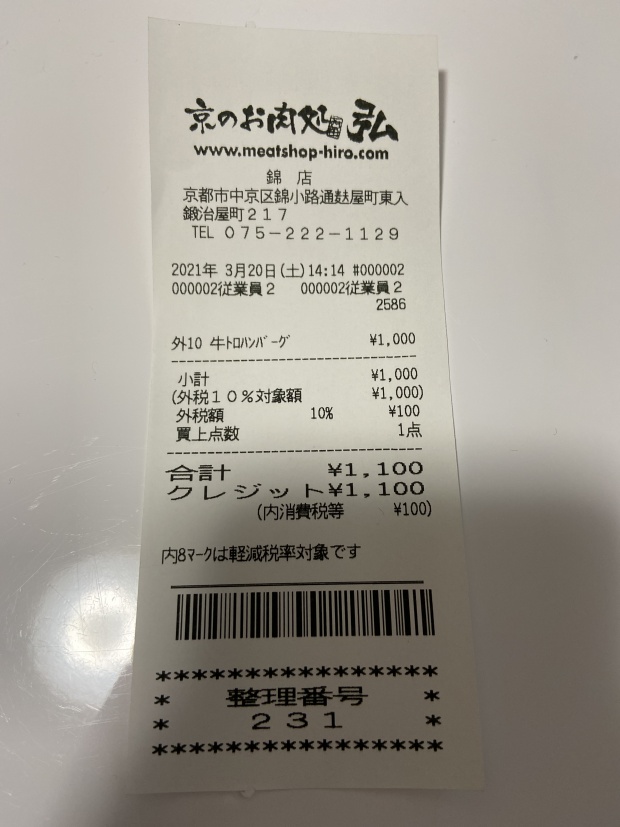 京のお肉処 弘
www.meatshop-hiro.com
錦 店
京都市中京区錦小路通麩屋町東入
鍛治屋町217
TEL 075-222-1129
2021年 3月20日(土)14:14 #000002
000002従業員2 000002従業員2
2586
外10 牛トロハンバーグ ¥1,000
小計 ¥1,000
(外税10%対象額 ¥1,000)
外税額 10% ¥100
買上点数 1点
合計 ¥1,100
クレジット¥1,100
(内消費税等 ¥100)
内8マークは軽減税率対象です
****************
* 整理番号 *
* 231 *
****************